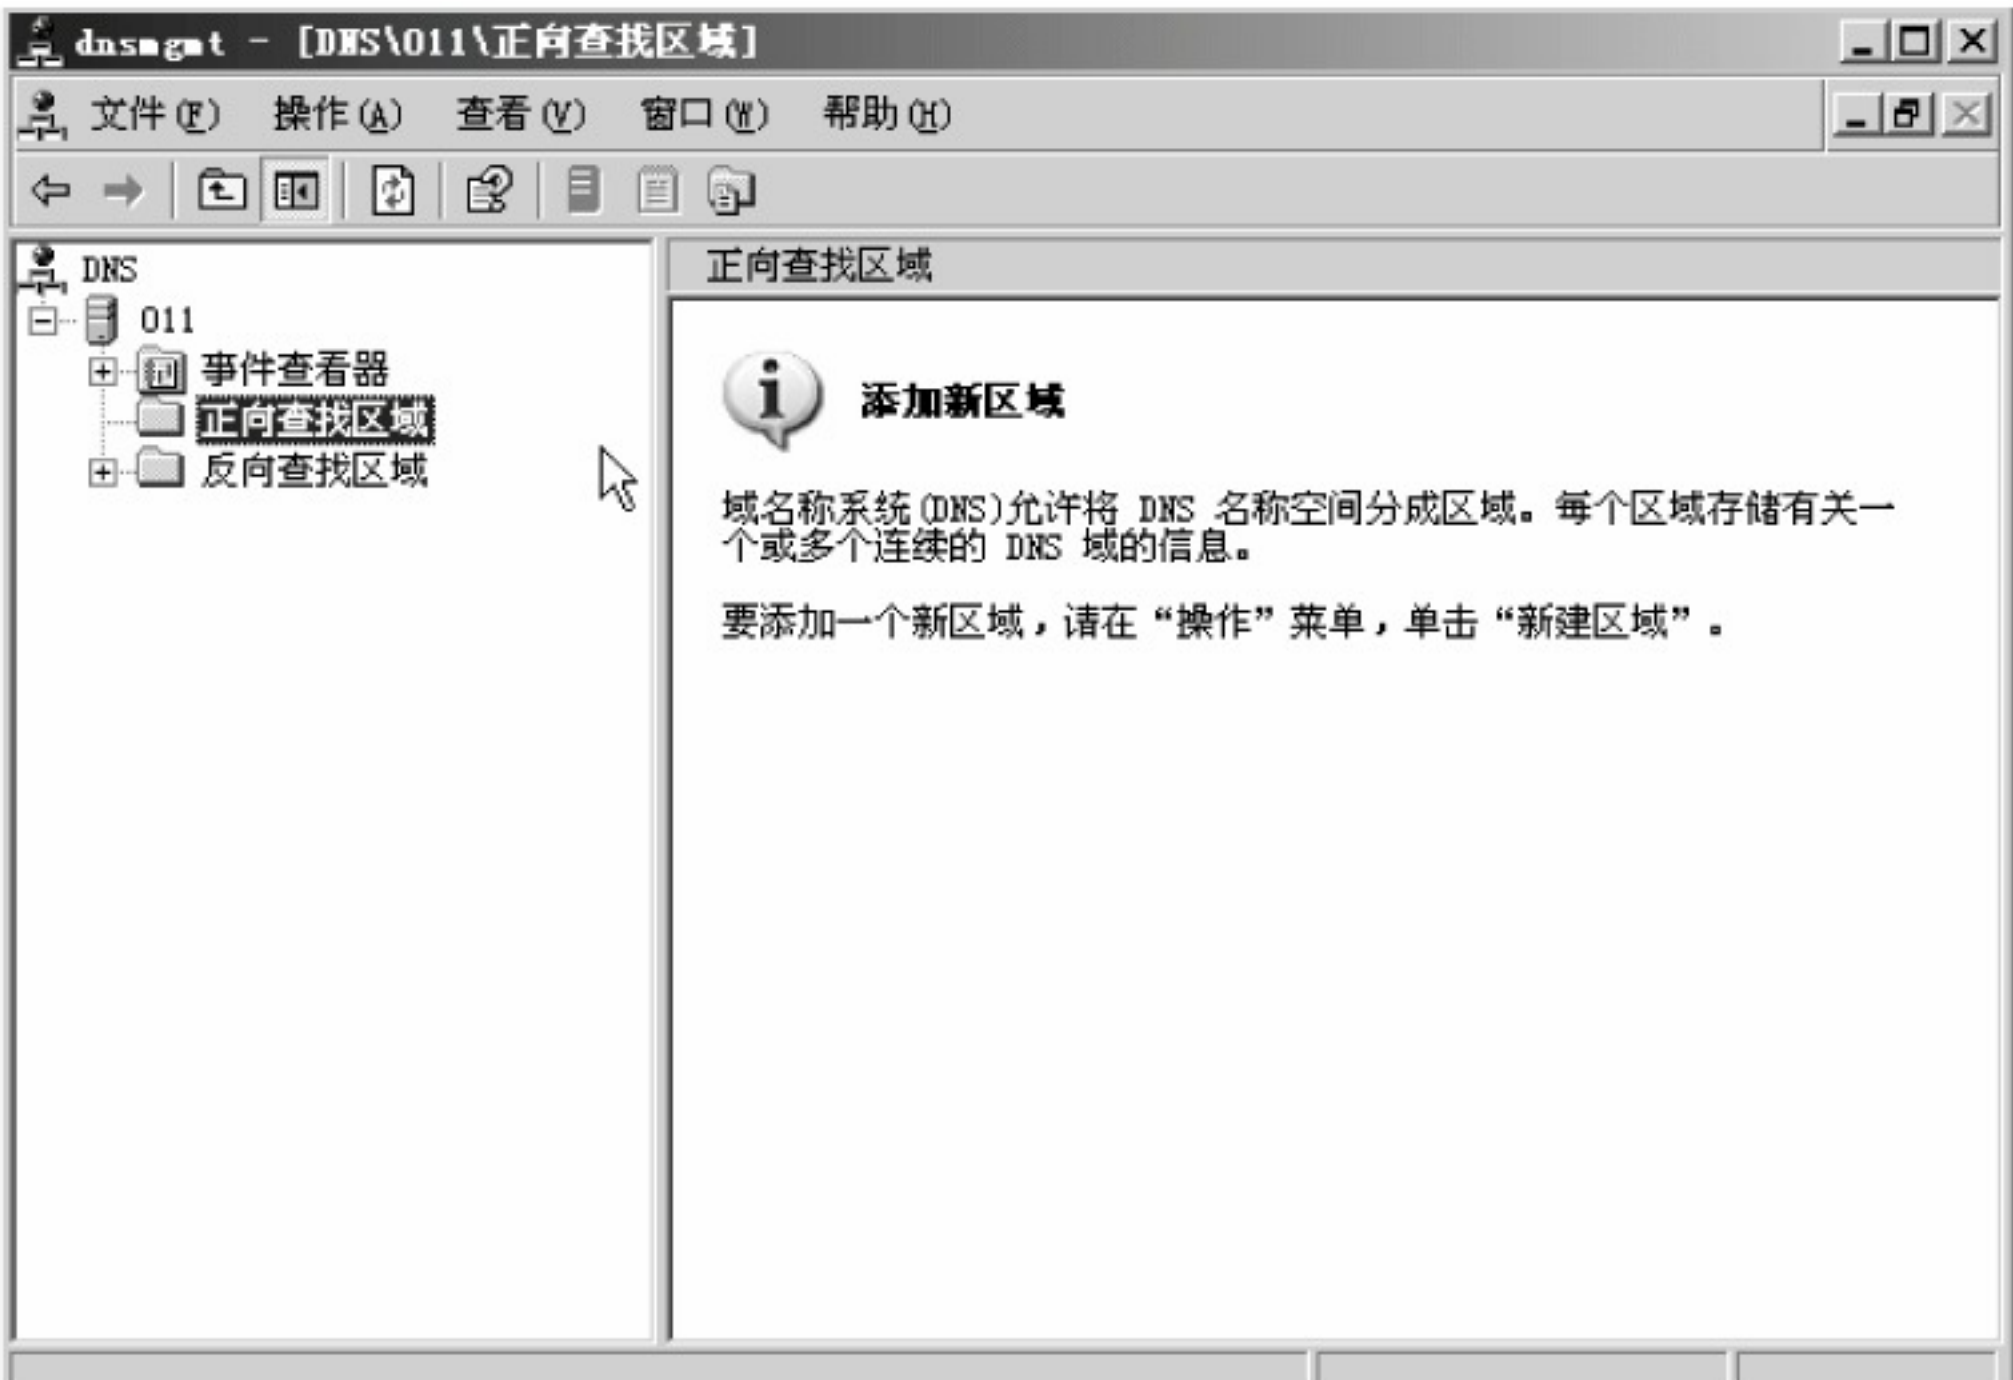 dnsmgmt - [DNS\011\正向查找区域]
文件(F) 操作(A) 查看(V) 窗口(W) 帮助(H)
DNS
011
事件查看器
正向查找区域
反向查找区域
正向查找区域
添加新区域
域名称系统(DNS)允许将 DNS 名称空间分成区域。每个区域存储有关一
个或多个连续的 DNS 域的信息。
要添加一个新区域，请在“操作”菜单，单击“新建区域”。